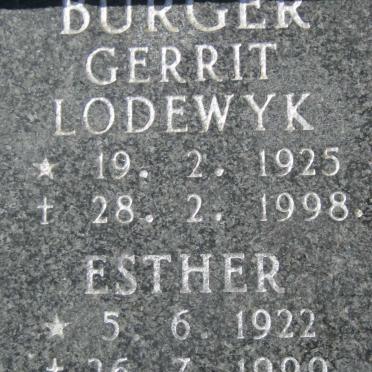 BURGER
GERRIT
LODEWYK
★ 19. 2. 1925
† 28. 2. 1998.
ESTHER
★ 5 6. 1922